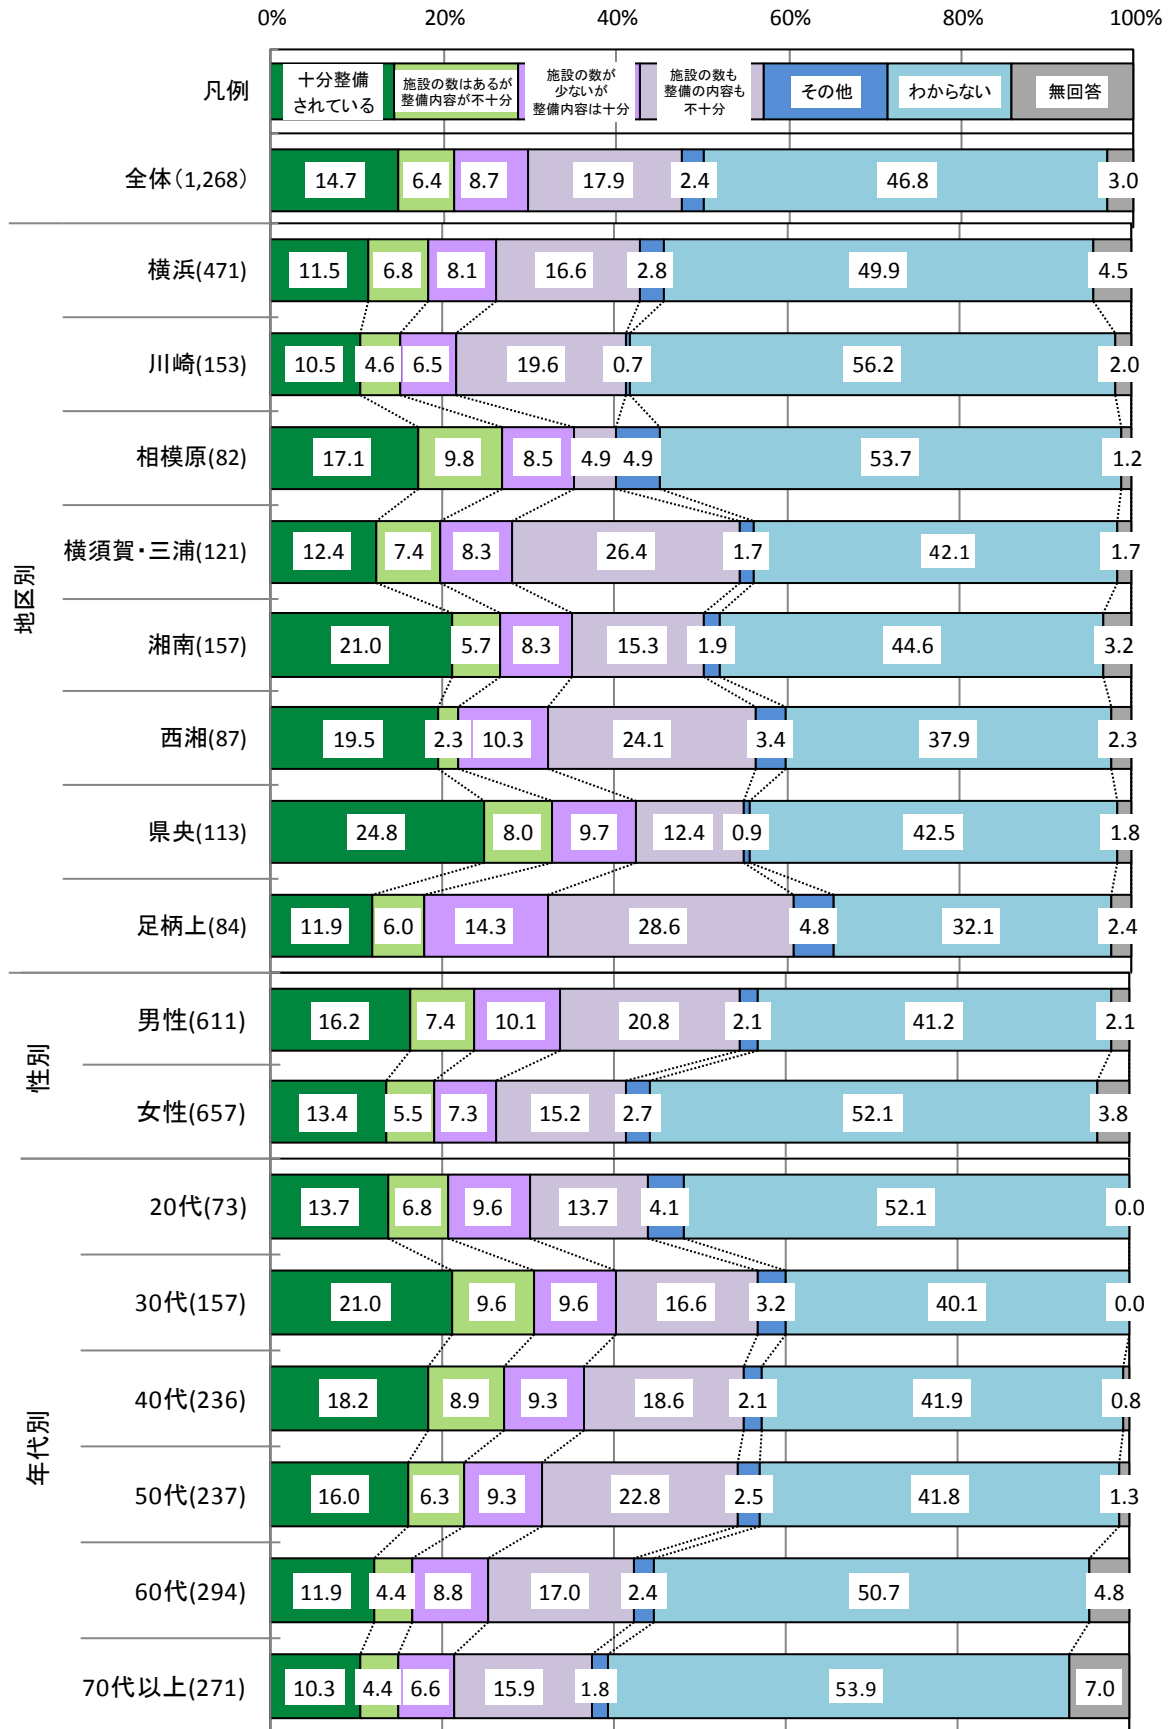 0% 20% 40% 60% 80% 100%
凡例
十分整備
されている
施設の数はあるが
整備内容が不十分
施設の数が
少ないが
整備内容は十分
施設の数も
整備の内容も
不十分
その他
わからない
無回答
全体(1,268) 14.7 6.4 8.7 17.9 2.4 46.8 3.0
地区別
横浜(471) 11.5 6.8 8.1 16.6 2.8 49.9 4.5
川崎(153) 10.5 4.6 6.5 19.6 0.7 56.2 2.0
相模原(82) 17.1 9.8 8.5 4.9 4.9 53.7 1.2
横須賀・三浦(121) 12.4 7.4 8.3 26.4 1.7 42.1 1.7
湘南(157) 21.0 5.7 8.3 15.3 1.9 44.6 3.2
西湘(87) 19.5 2.3 10.3 24.1 3.4 37.9 2.3
県央(113) 24.8 8.0 9.7 12.4 0.9 42.5 1.8
足柄上(84) 11.9 6.0 14.3 28.6 4.8 32.1 2.4
性別
男性(611) 16.2 7.4 10.1 20.8 2.1 41.2 2.1
女性(657) 13.4 5.5 7.3 15.2 2.7 52.1 3.8
年代別
20代(73) 13.7 6.8 9.6 13.7 4.1 52.1 0.0
30代(157) 21.0 9.6 9.6 16.6 3.2 40.1 0.0
40代(236) 18.2 8.9 9.3 18.6 2.1 41.9 0.8
50代(237) 16.0 6.3 9.3 22.8 2.5 41.8 1.3
60代(294) 11.9 4.4 8.8 17.0 2.4 50.7 4.8
70代以上(271) 10.3 4.4 6.6 15.9 1.8 53.9 7.0